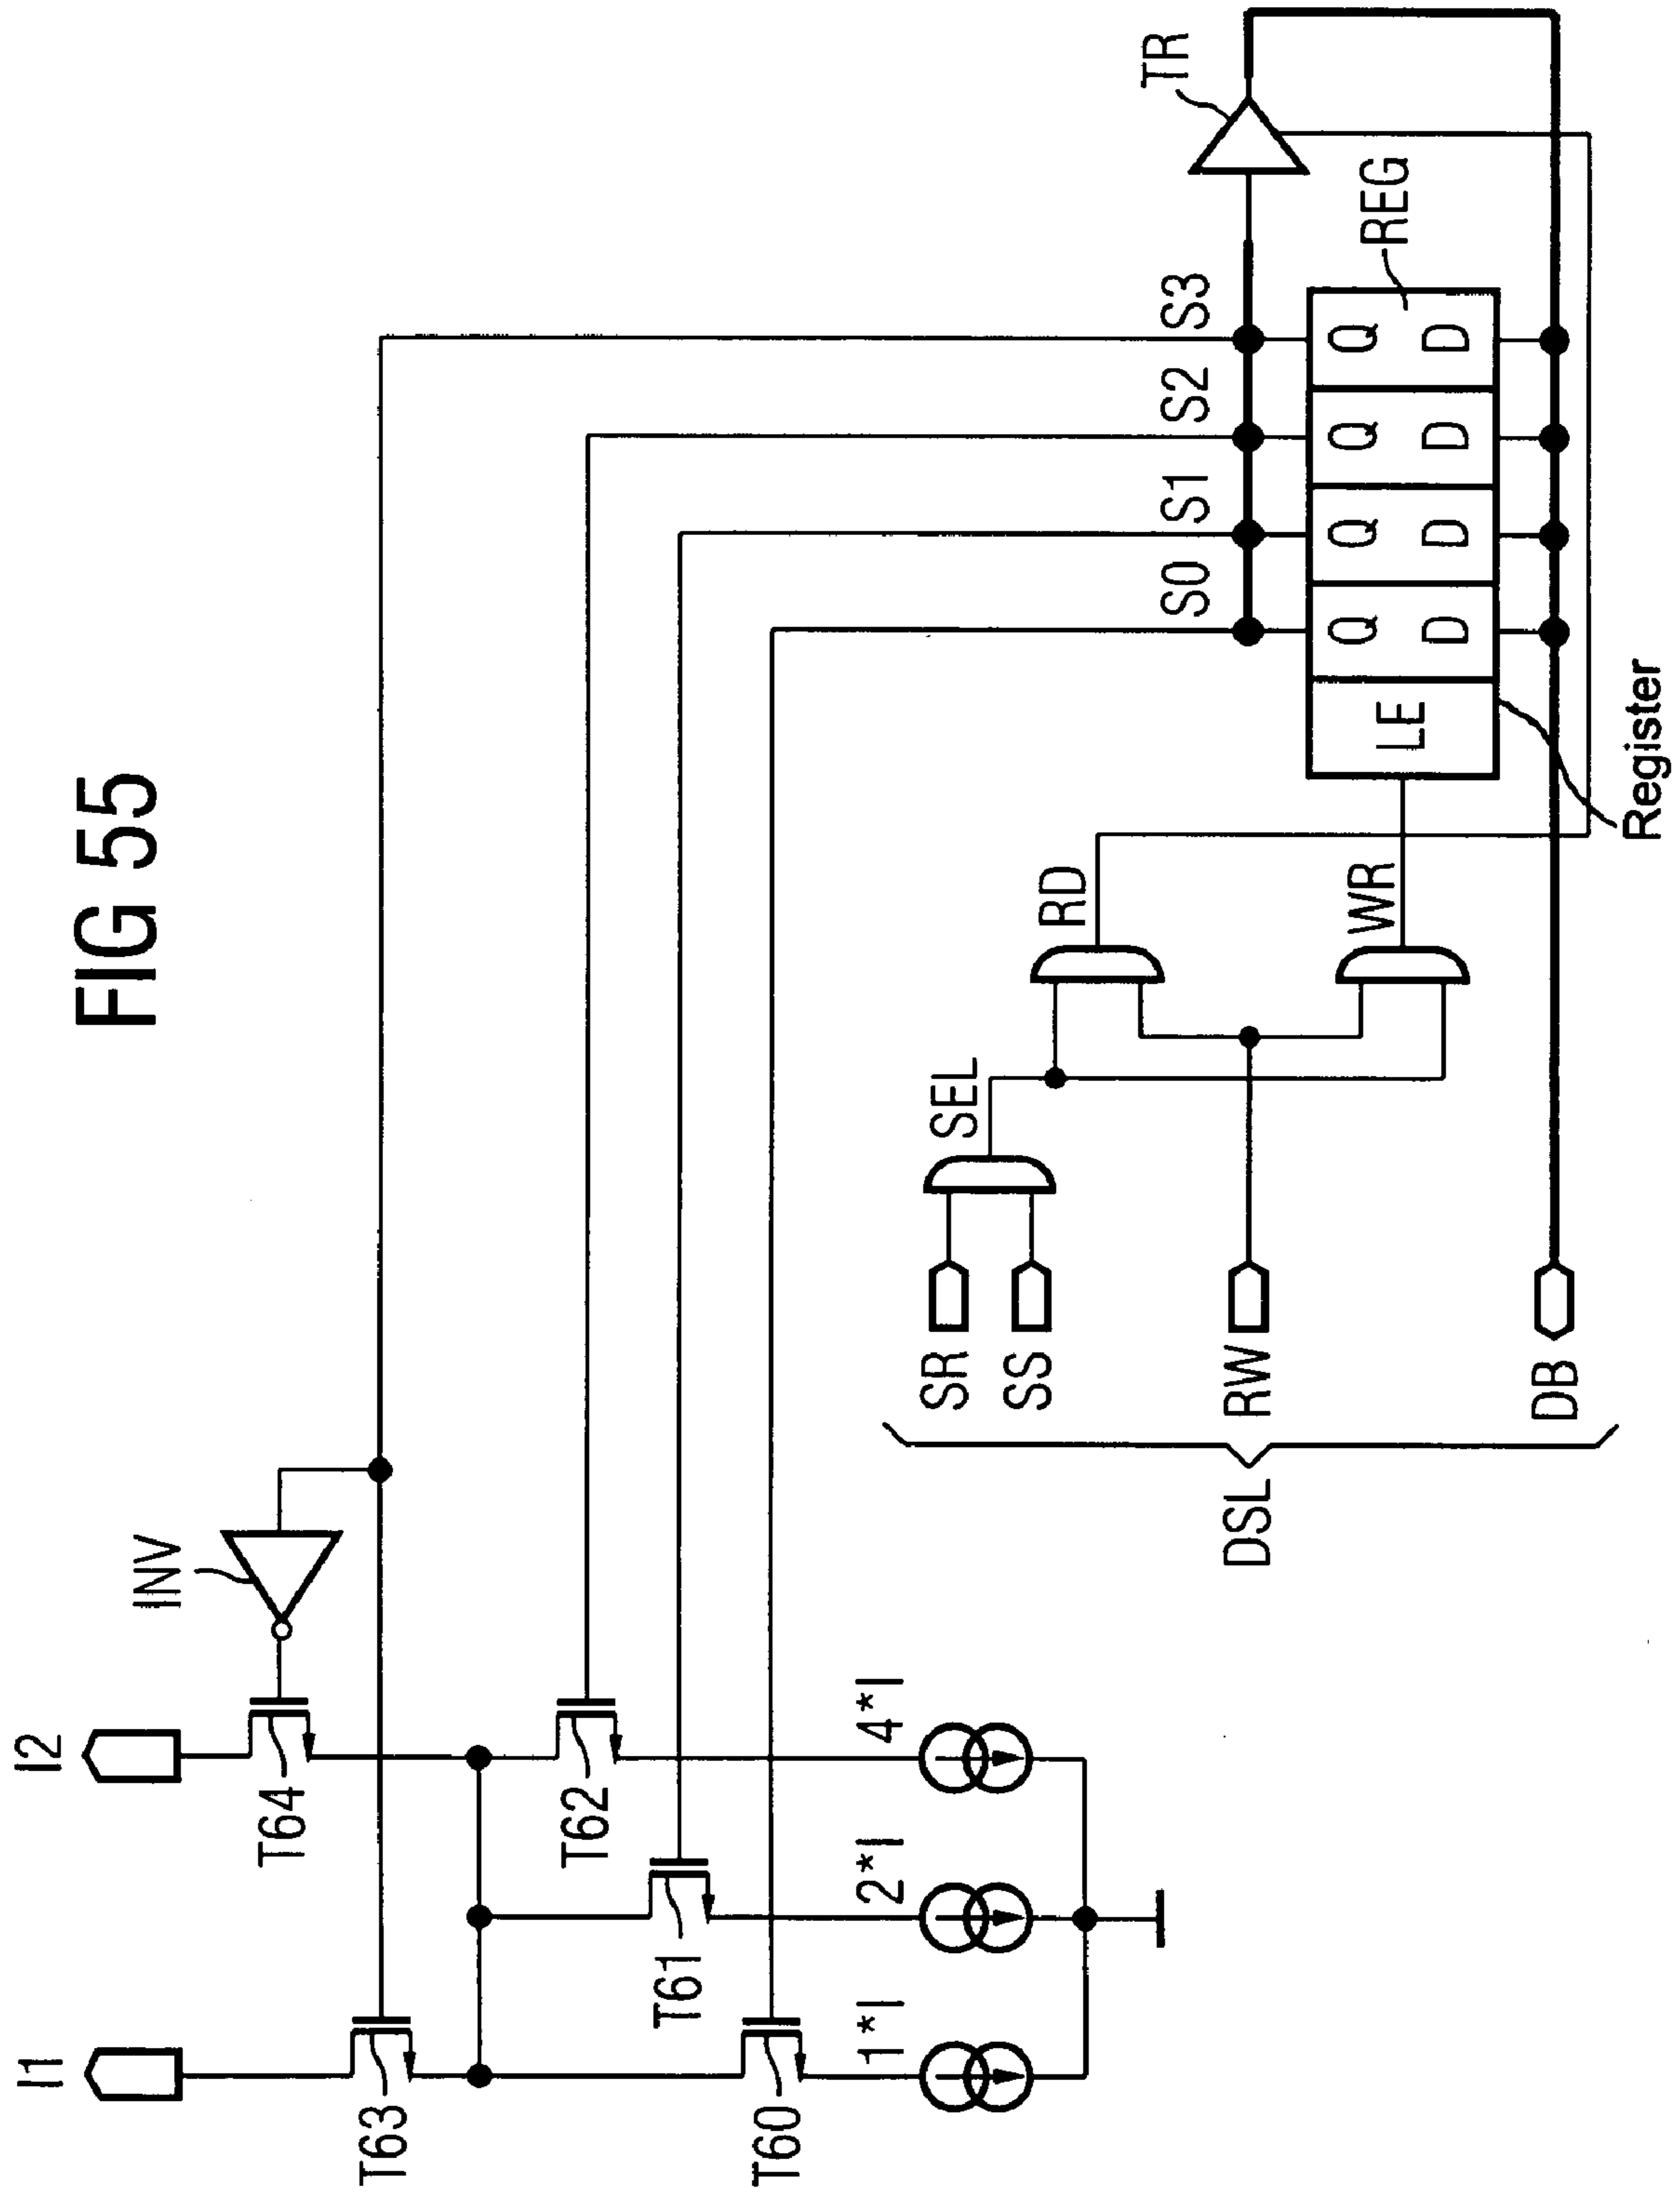 FIG 55
I1
I2
INV
T63
T64
T60
T61
T62
1*I
2*I
4*I
DSL
SR
SS
RW
DB
SEL
RD
WR
S0
S1
S2
S3
TR
REG
LE
Q
Q
Q
Q
D
D
D
D
Register